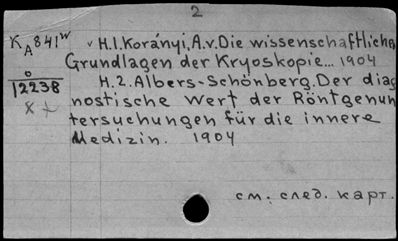 2
K A 841 w
v H.1. Korányi, A.v. Die wissenschaftliche
Grundlagen der Kryoskopie... 1904
0
12238
H.2. Albers-Schönberg. Der diag
nostische Wert der Röntgenun
tersuchungen für die innere
Medizin. 1904
см. след. карт.